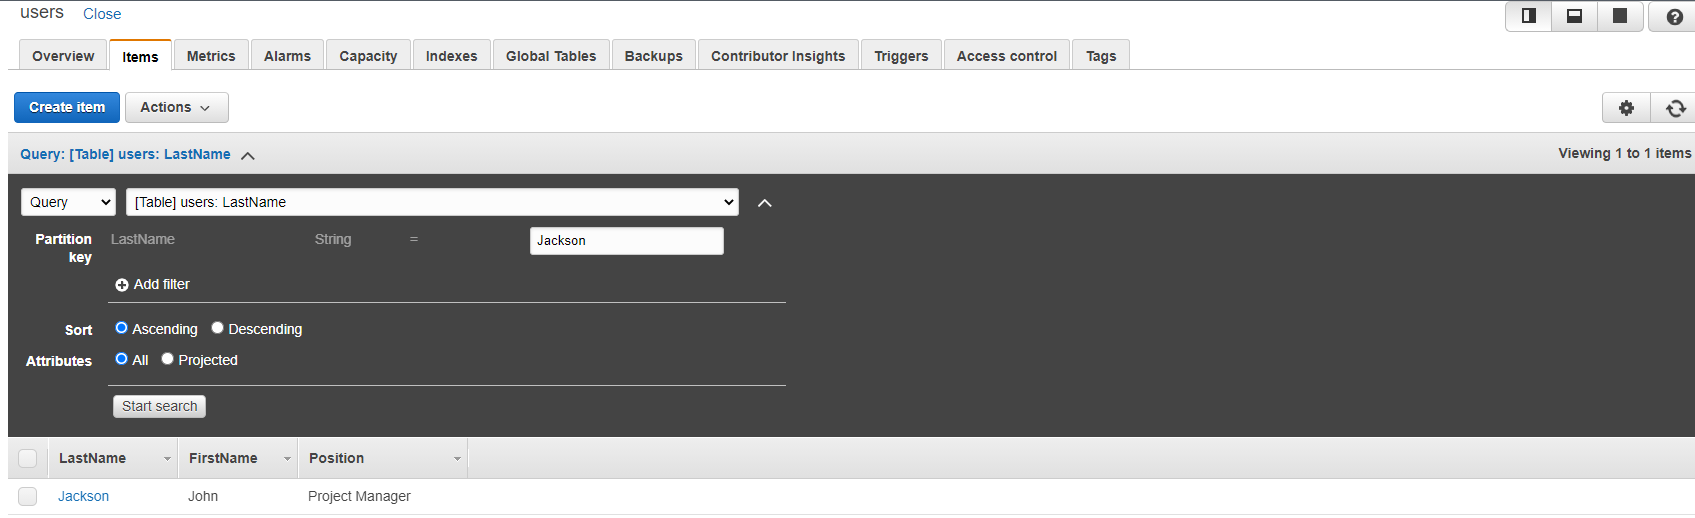 users Close
Overview Items Metrics Alarms Capacity Indexes Global Tables Backups Contributor Insights Triggers Access control Tags
Create item Actions
Query: [Table] users: LastName Viewing 1 to 1 items
Query [Table] users: LastName
Partition key LastName String = Jackson
Add filter
Sort Ascending Descending
Attributes All Projected
Start search
LastName FirstName Position
Jackson John Project Manager